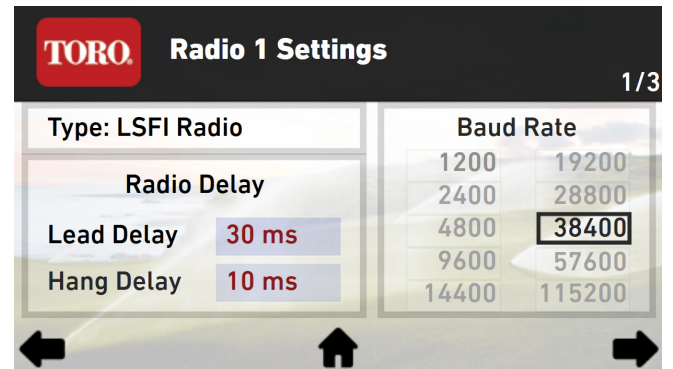 TORO.
Radio 1 Settings
1/3
Type: LSFI Radio
Radio Delay
Lead Delay 30 ms
Hang Delay 10 ms
Baud Rate
1200 19200
2400 28800
4800 38400
9600 57600
14400 115200